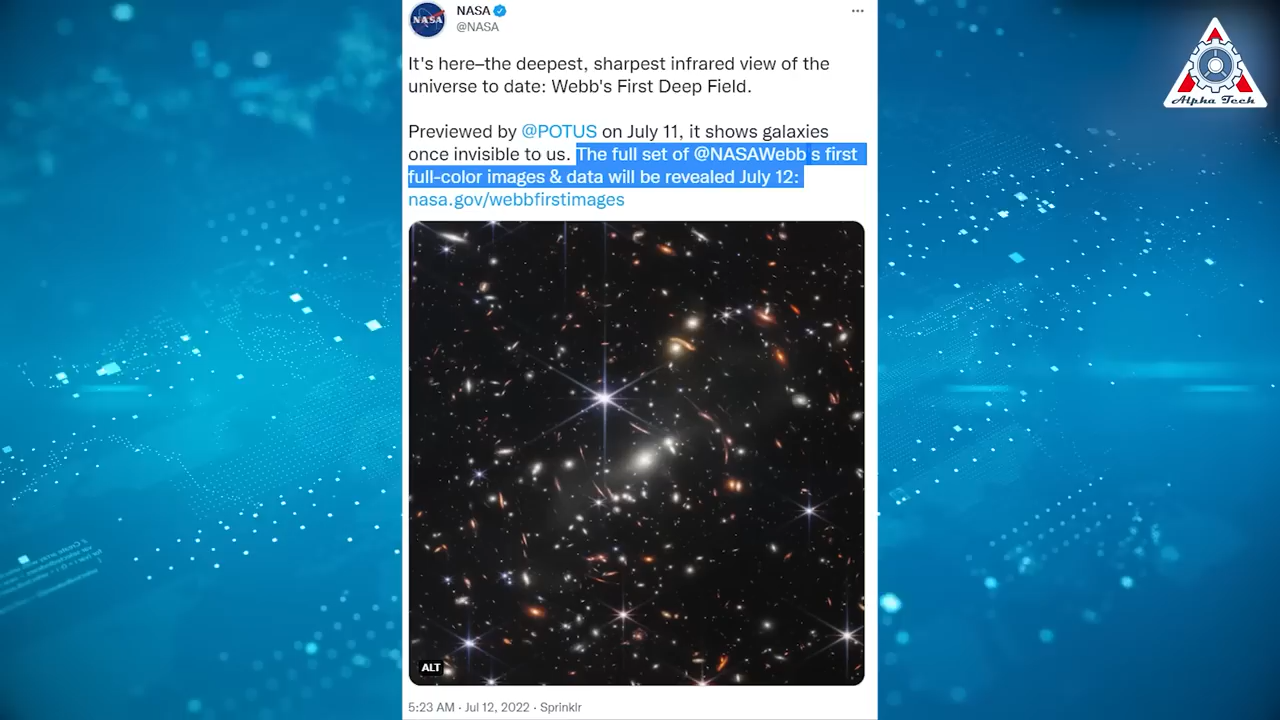 NASA
NASA
@NASA
It's here–the deepest, sharpest infrared view of the
universe to date: Webb's First Deep Field.
Previewed by @POTUS on July 11, it shows galaxies
once invisible to us. The full set of @NASAWebb s first
full-color images & data will be revealed July 12:
nasa.gov/webbfirstimages
ALT
5:23 AM · Jul 12, 2022 · Sprinklr
Alpha Tech